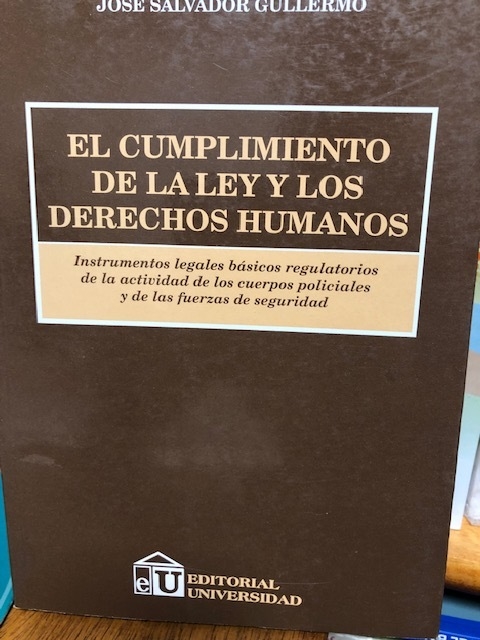 JOSE SALVADOR GULLERMO
EL CUMPLIMIENTO
DE LA LEY Y LOS
DERECHOS HUMANOS
Instrumentos legales básicos regulatorios
de la actividad de los cuerpos policiales
y de las fuerzas de seguridad
eU EDITORIAL
UNIVERSIDAD